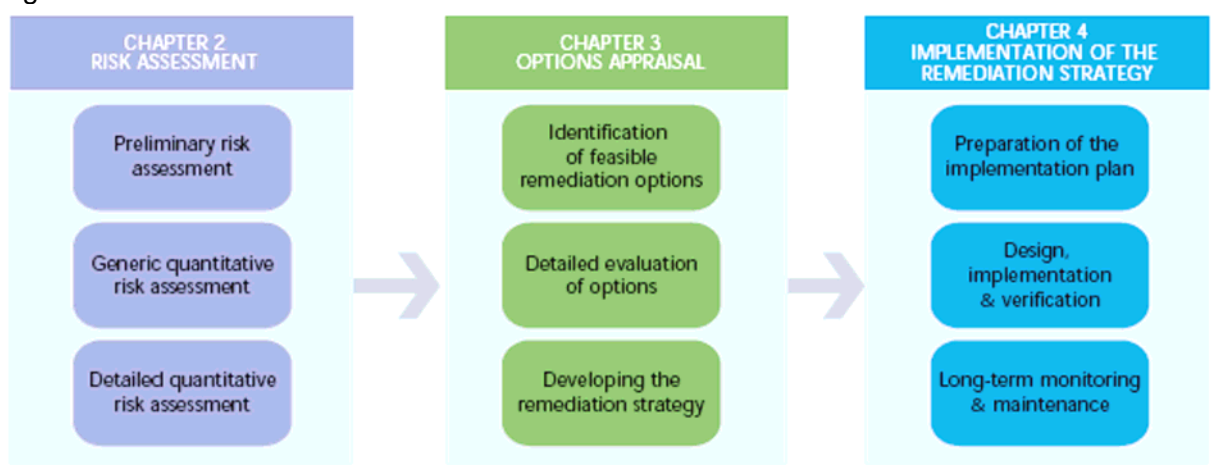 CHAPTER 2
RISK ASSESSMENT
Preliminary risk
assessment
Generic quantitative
risk assessment
Detailed quantitative
risk assessment
CHAPTER 3
OPTIONS APPRAISAL
Identification
of feasible
remediation options
Detailed evaluation
of options
Developing the
remediation strategy
CHAPTER 4
IMPLEMENTATION OF THE
REMEDIATION STRATEGY
Preparation of the
implementation plan
Design,
implementation
& verification
Long-term monitoring
& maintenance